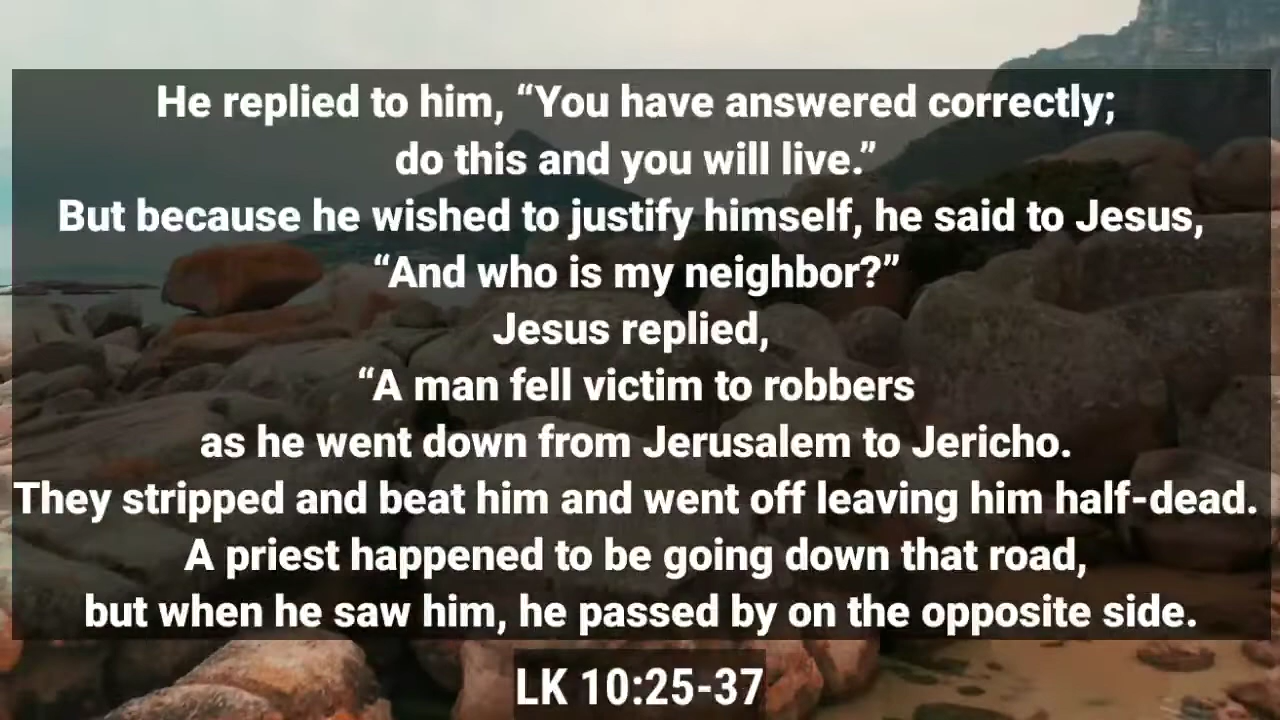 He replied to him, “You have answered correctly;
do this and you will live.”
But because he wished to justify himself, he said to Jesus,
“And who is my neighbor?”
Jesus replied,
“A man fell victim to robbers
as he went down from Jerusalem to Jericho.
They stripped and beat him and went off leaving him half-dead.
A priest happened to be going down that road,
but when he saw him, he passed by on the opposite side.
LK 10:25-37